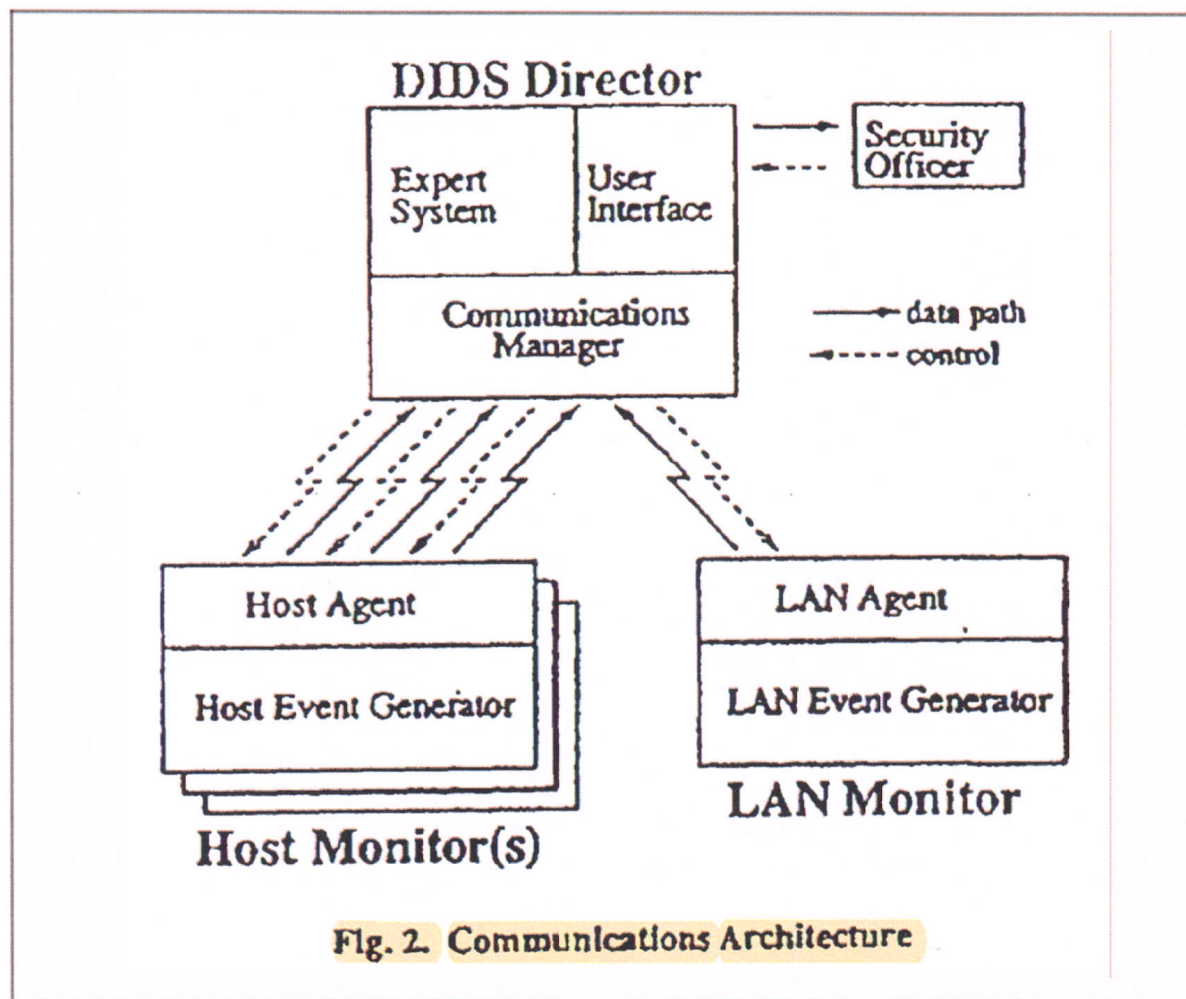 DIDS Director
Expert
System
User
Interface
Security
Officer
Communications
Manager
data path
control
Host Agent
Host Event Generator
Host Monitor(s)
LAN Agent
LAN Event Generator
LAN Monitor
Fig. 2. Communications Architecture